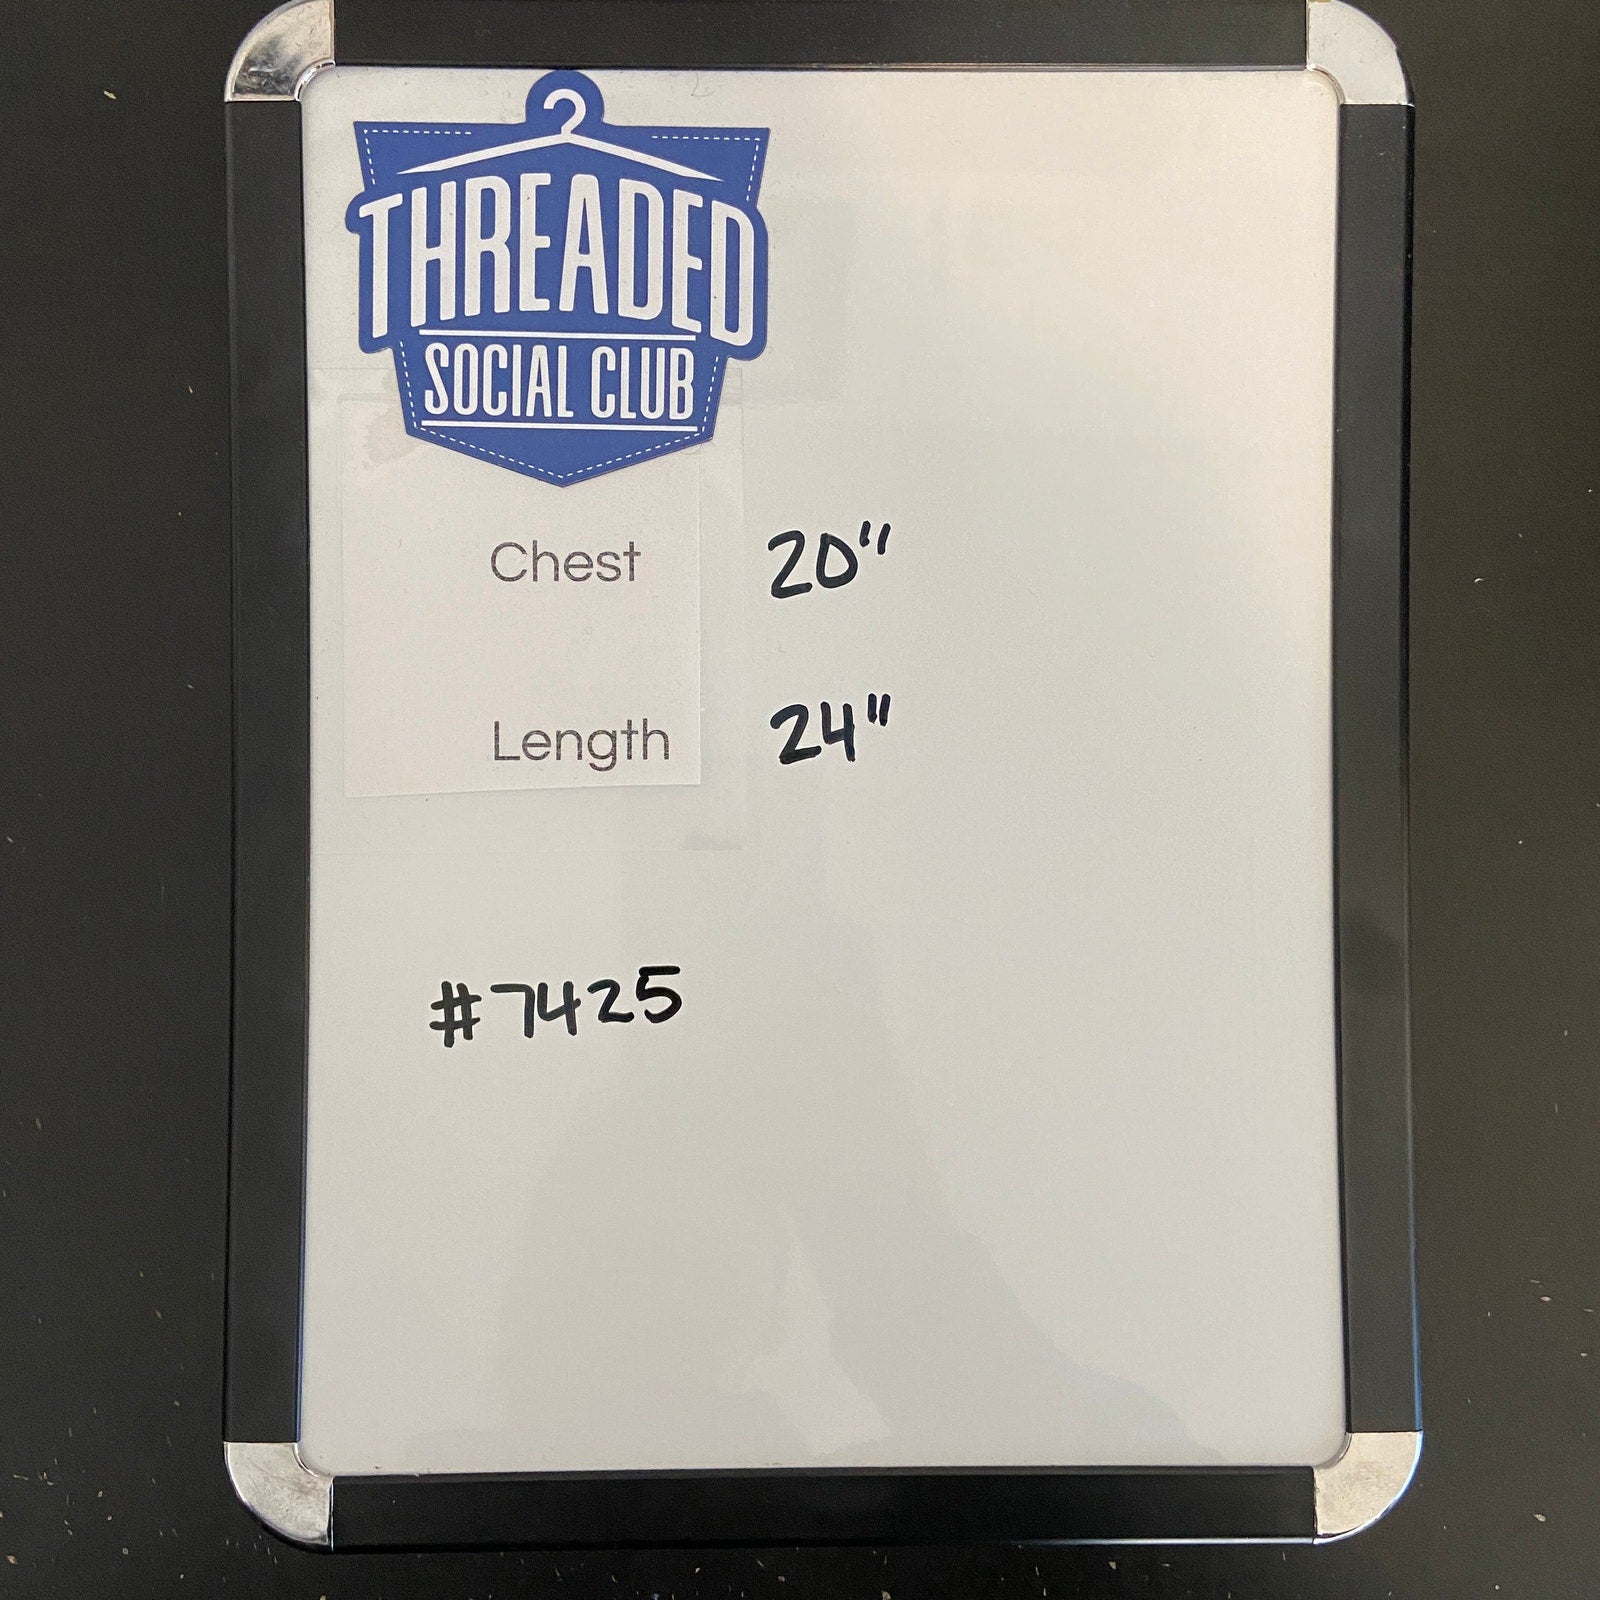 THREADED
SOCIAL CLUB
Chest 20"
Length 24"
#7425